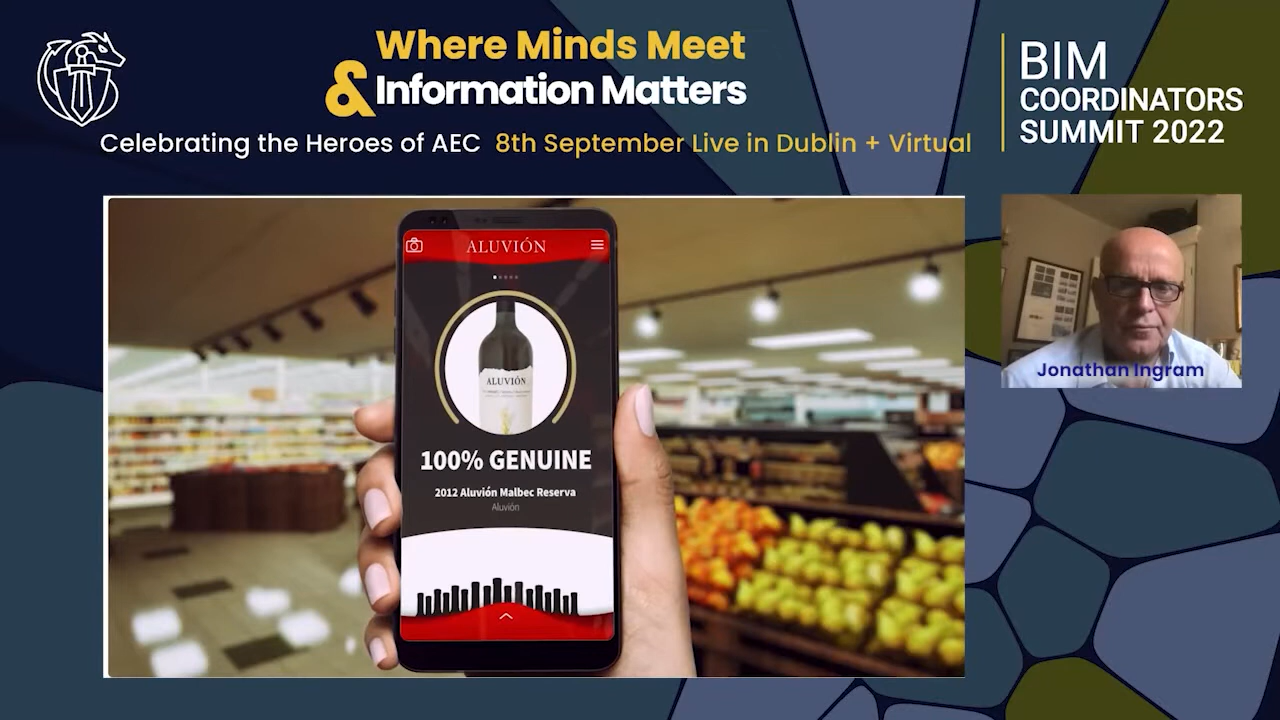 Where Minds Meet
& Information Matters
Celebrating the Heroes of AEC 8th September Live in Dublin + Virtual
BIM
COORDINATORS
SUMMIT 2022
ALUVIÓN
ALUVIÓN
100% GENUINE
2012 Aluvión Malbec Reserva
Aluvión
Jonathan Ingram